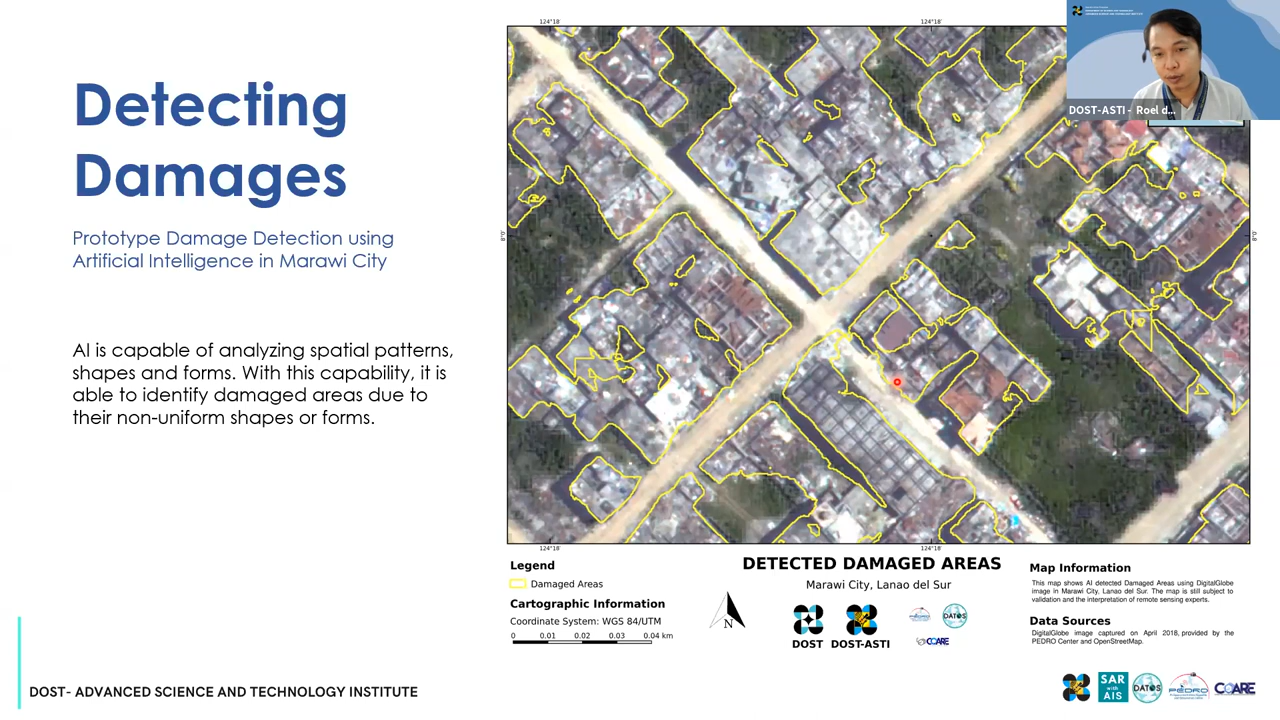 Detecting
Damages
Prototype Damage Detection using
Artificial Intelligence in Marawi City
AI is capable of analyzing spatial patterns,
shapes and forms. With this capability, it is
able to identify damaged areas due to
their non-uniform shapes or forms.
DOST- ADVANCED SCIENCE AND TECHNOLOGY INSTITUTE
124°18'
124°18'
8°0'
8°0'
124°18'
124°18'
DOST-ASTI - Roel d...
Legend
Damaged Areas
Cartographic Information
Coordinate System: WGS 84/UTM
0 0.01 0.02 0.03 0.04 km
N
DETECTED DAMAGED AREAS
Marawi City, Lanao del Sur
DATOS
COARE
DOST DOST-ASTI
Map Information
This map shows AI detected Damaged Areas using DigitalGlobe
image in Marawi City, Lanao del Sur. The map is still subject to
validation and the interpretation of remote sensing experts.
Data Sources
DigitalGlobe image captured on April 2018, provided by the
PEDRO Center and OpenStreetMap.
SAR
with
AIS
DATOS
PEDRO
COARE